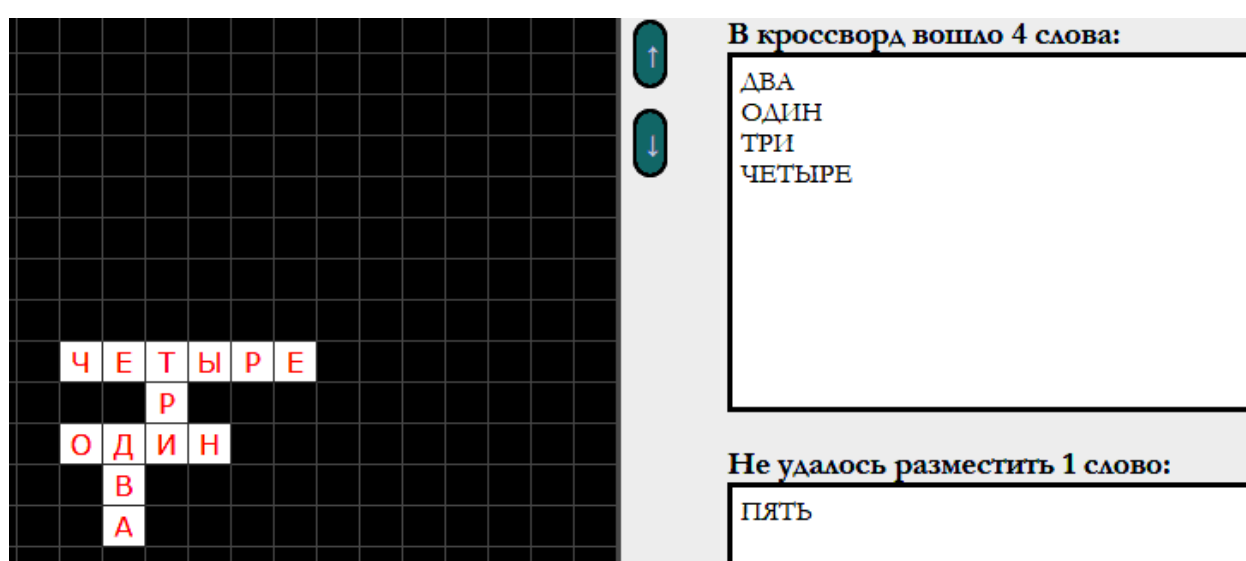 ЧЕТЫРЕ
Р
ОДИН
В
А
↑
↓
В кроссворд вошло 4 слова:
ДВА
ОДИН
ТРИ
ЧЕТЫРЕ
Не удалось разместить 1 слово:
ПЯТЬ